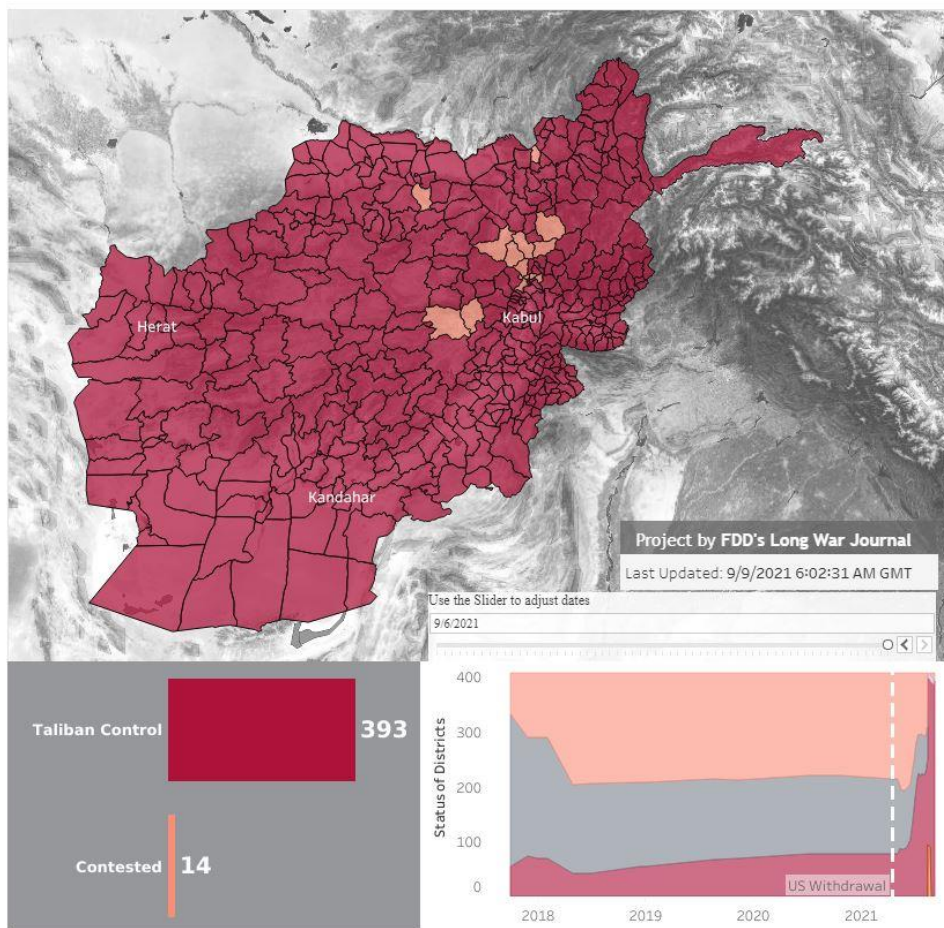 Herat
Kabul
Kandahar
Project by FDD's Long War Journal
Last Updated: 9/9/2021 6:02:31 AM GMT
Use the Slider to adjust dates
9/6/2021
Taliban Control
393
Contested
14
Status of Districts
400
300
200
100
0
US Withdrawal
2018
2019
2020
2021